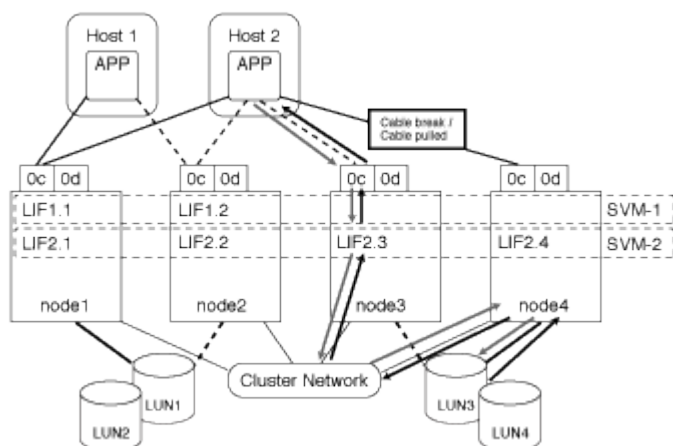 Host 1
Host 2
APP
APP
Cable break /
Cable pulled
0c 0d
0c 0d
0c 0d
0c 0d
LIF1.1
LIF1.2
SVM-1
LIF2.1
LIF2.2
LIF2.3
LIF2.4
SVM-2
node1
node2
node3
node4
Cluster Network
LUN1
LUN2
LUN3
LUN4